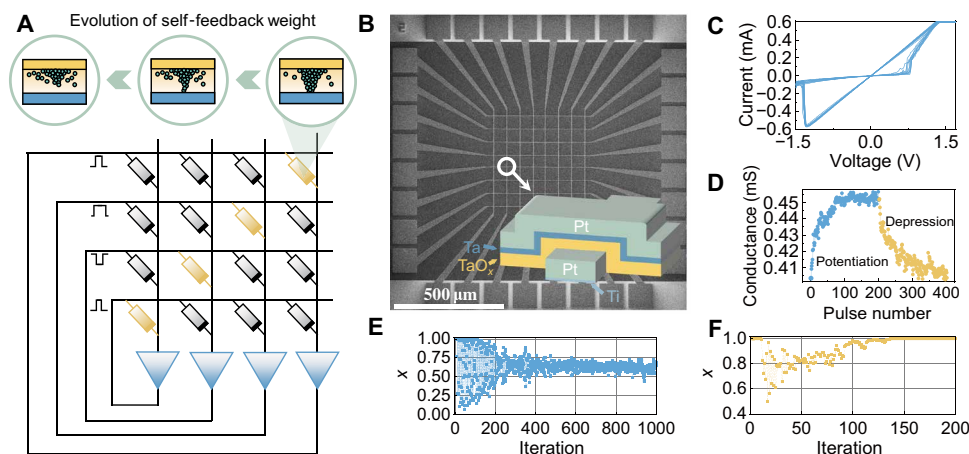 A
Evolution of self-feedback weight
B
Pt
Ta
TaOx
Pt
Ti
500 µm
C
Current (mA)
0.6
0.4
0.2
0.0
−0.2
−0.4
−0.6
−1.5
0.0
1.5
Voltage (V)
D
Conductance (mS)
0.45
0.43
0.41
Depression
Potentiation
0 100 200 300 400
Pulse number
E
x
1.00
0.75
0.50
0.25
0.00
0 200 400 600 800 1000
Iteration
F
x
1.0
0.8
0.6
0.4
0 50 100 150 200
Iteration